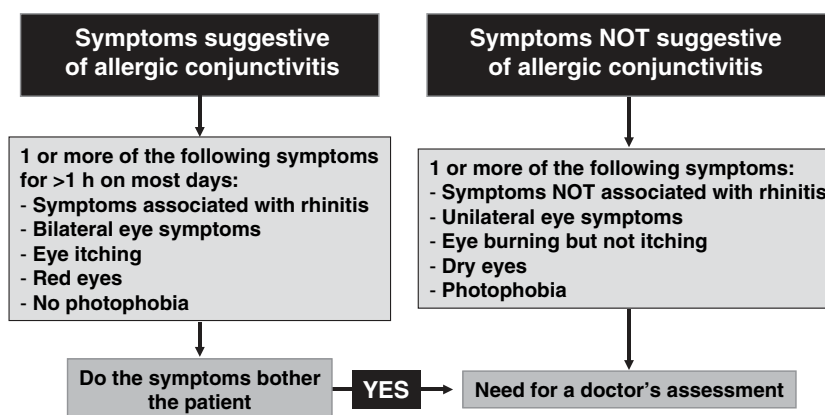 Symptoms suggestive
of allergic conjunctivitis
1 or more of the following symptoms
for >1 h on most days:
- Symptoms associated with rhinitis
- Bilateral eye symptoms
- Eye itching
- Red eyes
- No photophobia
Do the symptoms bother
the patient
YES
Symptoms NOT suggestive
of allergic conjunctivitis
1 or more of the following symptoms:
- Symptoms NOT associated with rhinitis
- Unilateral eye symptoms
- Eye burning but not itching
- Dry eyes
- Photophobia
Need for a doctor's assessment